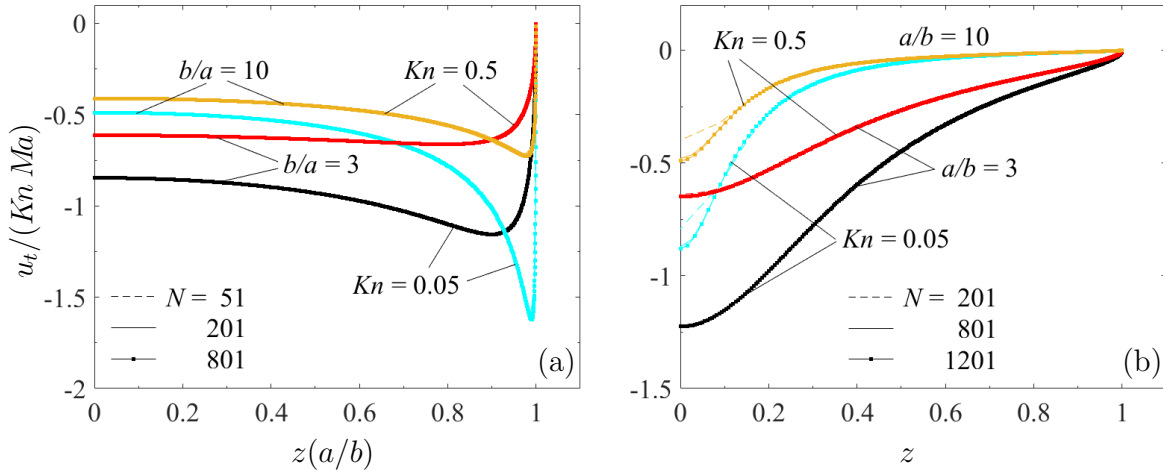 0
-0.5
-1
-1.5
-2
u_t/(Kn Ma)
b/a = 10
Kn = 0.5
b/a = 3
Kn = 0.05
N = 51
201
801
(a)
0 0.2 0.4 0.6 0.8 1
z(a/b)
0
-0.5
-1
-1.5
Kn = 0.5
a/b = 10
a/b = 3
Kn = 0.05
N = 201
801
1201
(b)
0 0.2 0.4 0.6 0.8 1
z